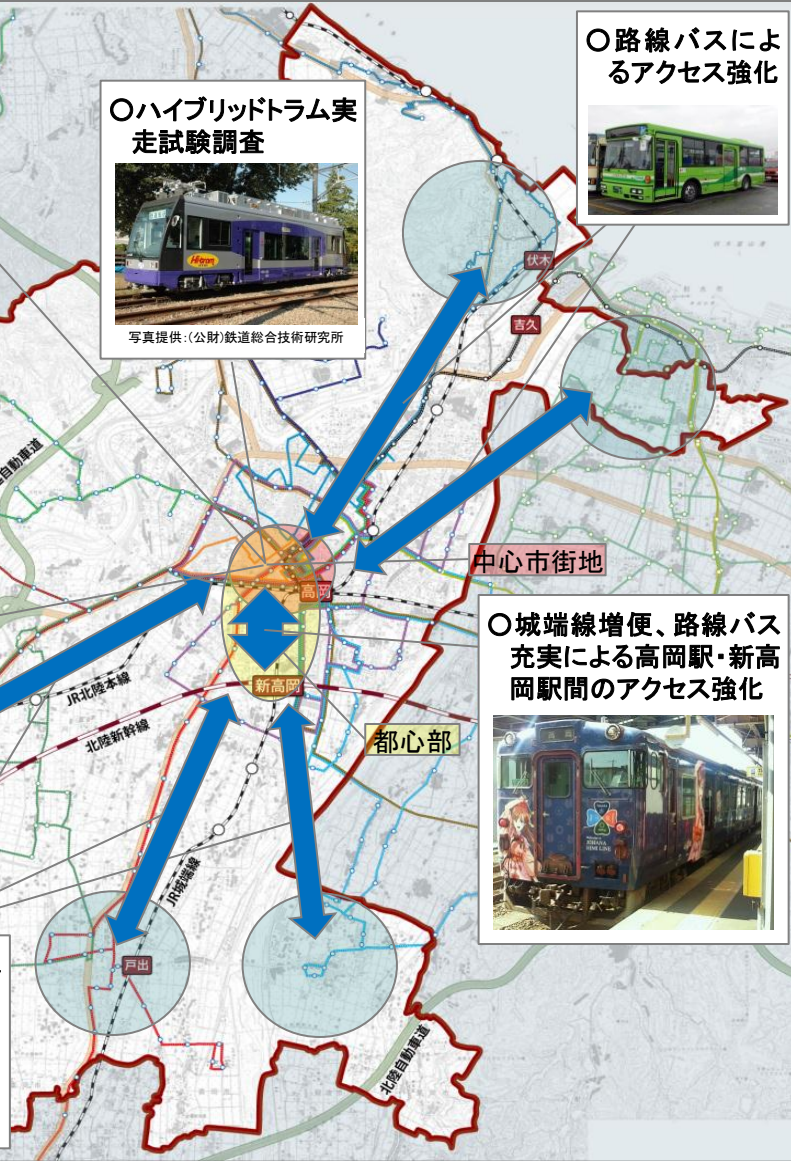 〇路線バスによ
るアクセス強化
〇ハイブリッドトラム実
走試験調査
Hi-tram
写真提供:(公財)鉄道総合技術研究所
伏木
吉久
自動車道
中心市街地
高岡
〇城端線増便、路線バス
充実による高岡駅・新高
岡駅間のアクセス強化
新高岡
JR北陸本線
北陸新幹線
都心部
JR城端線
戸出
北陸自動車道